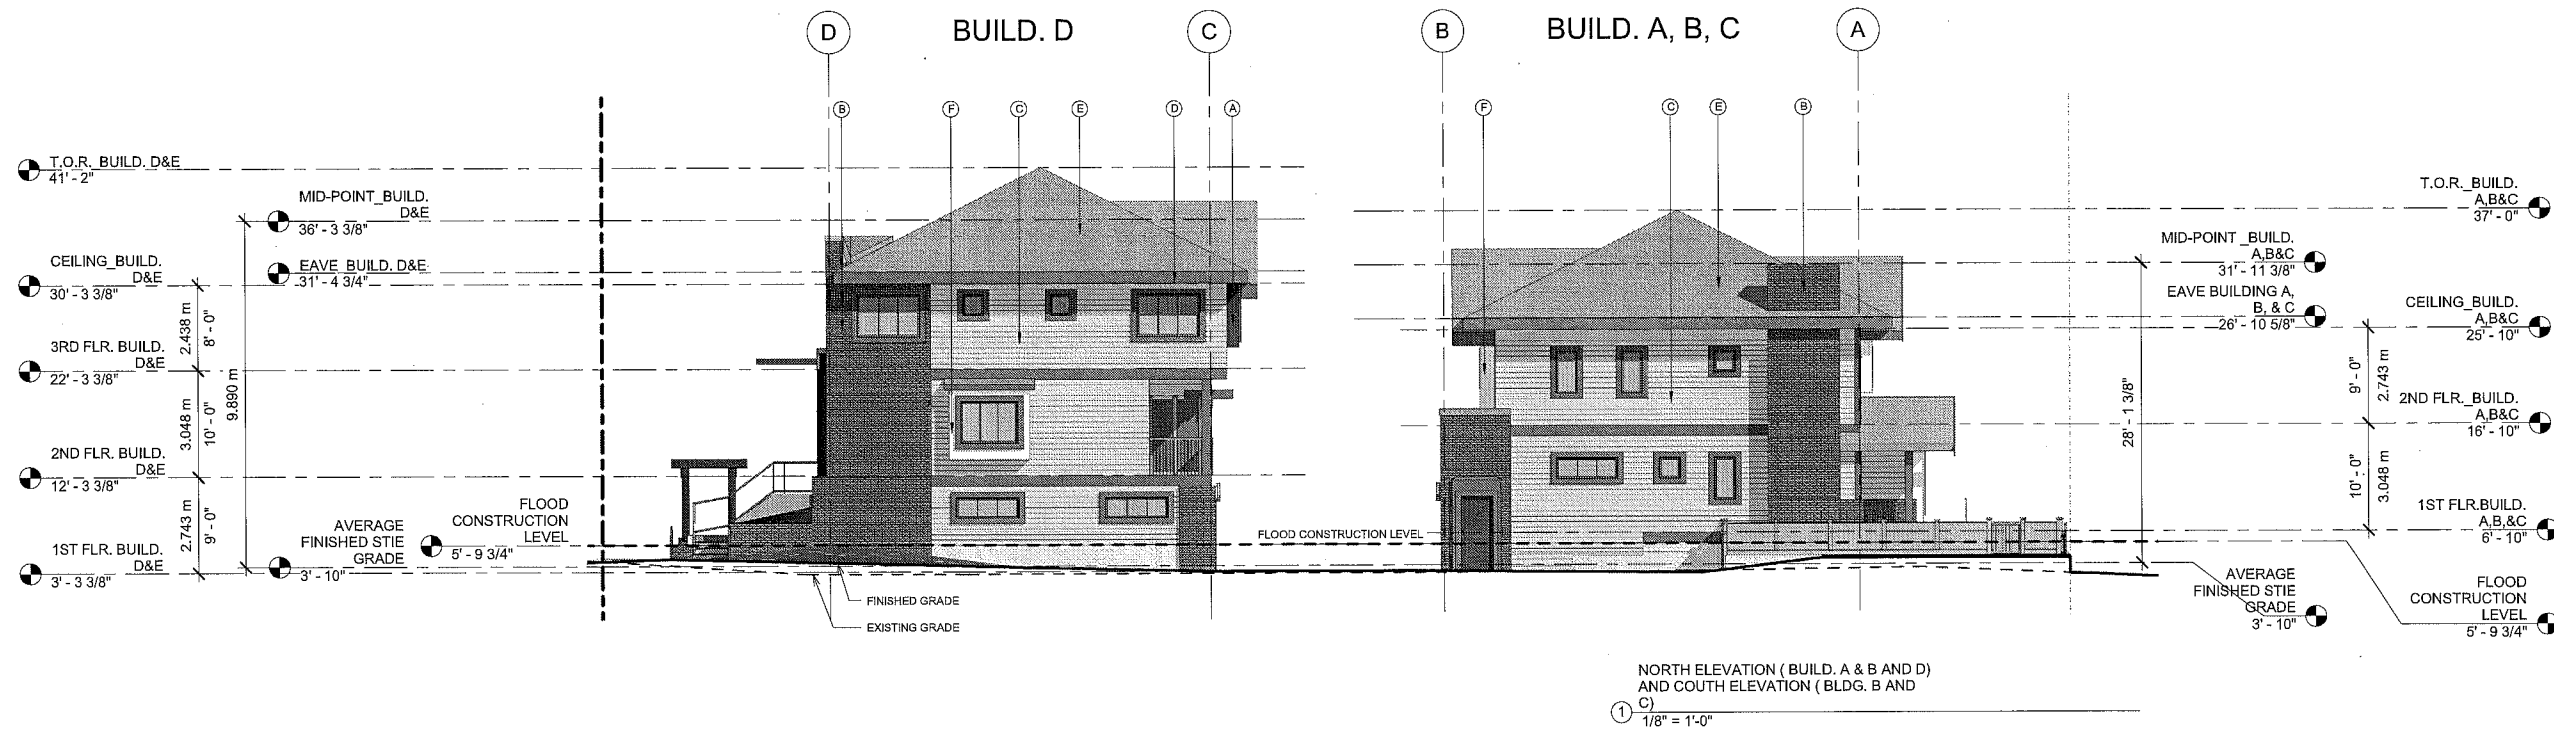 D
BUILD. D
C
B
BUILD. A, B, C
A
B
F
C
E
D
A
F
C
E
B
T.O.R._BUILD. D&E
41' - 2"
MID-POINT_BUILD.
D&E
36' - 3 3/8"
CEILING_BUILD.
D&E
30' - 3 3/8"
EAVE_BUILD. D&E
31' - 4 3/4"
3RD FLR. BUILD.
D&E
22' - 3 3/8"
2ND FLR. BUILD.
D&E
12' - 3 3/8"
1ST FLR. BUILD.
D&E
3' - 3 3/8"
2.438 m
8' - 0"
3.048 m
10' - 0"
2.743 m
9' - 0"
9.890 m
AVERAGE
FINISHED STIE
GRADE
3' - 10"
FLOOD
CONSTRUCTION
LEVEL
5' - 9 3/4"
FINISHED GRADE
EXISTING GRADE
FLOOD CONSTRUCTION LEVEL
T.O.R._BUILD.
A,B&C
37' - 0"
MID-POINT _BUILD.
A,B&C
31' - 11 3/8"
EAVE BUILDING A,
B, & C
26' - 10 5/8"
CEILING_BUILD.
A,B&C
25' - 10"
2ND FLR._BUILD.
A,B&C
16' - 10"
1ST FLR.BUILD.
A,B,&C
6' - 10"
28' - 1 3/8"
9' - 0"
2.743 m
10' - 0"
3.048 m
AVERAGE
FINISHED STIE
GRADE
3' - 10"
FLOOD
CONSTRUCTION
LEVEL
5' - 9 3/4"
NORTH ELEVATION ( BUILD. A & B AND D)
AND COUTH ELEVATION ( BLDG. B AND
C)
1
1/8" = 1'-0"